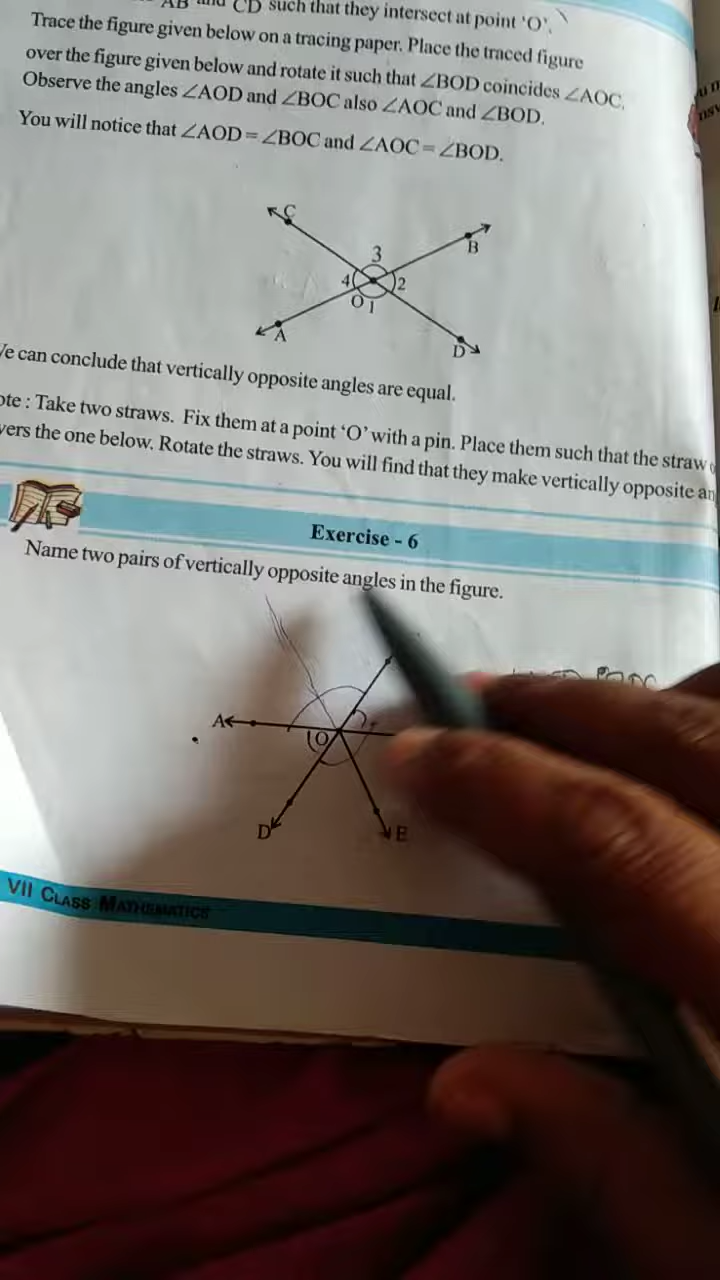 AB and CD such that they intersect at point ‘O’.
Trace the figure given below on a tracing paper. Place the traced figure
over the figure given below and rotate it such that ∠BOD coincides ∠AOC.
Observe the angles ∠AOD and ∠BOC also ∠AOC and ∠BOD.
You will notice that ∠AOD = ∠BOC and ∠AOC = ∠BOD.
C
B
3
4
2
O
1
A
D
e can conclude that vertically opposite angles are equal.
ote : Take two straws. Fix them at a point ‘O’ with a pin. Place them such that the straw
vers the one below. Rotate the straws. You will find that they make vertically opposite an
Exercise - 6
Name two pairs of vertically opposite angles in the figure.
A
O
D
E
VII CLASS MATHEMATICS